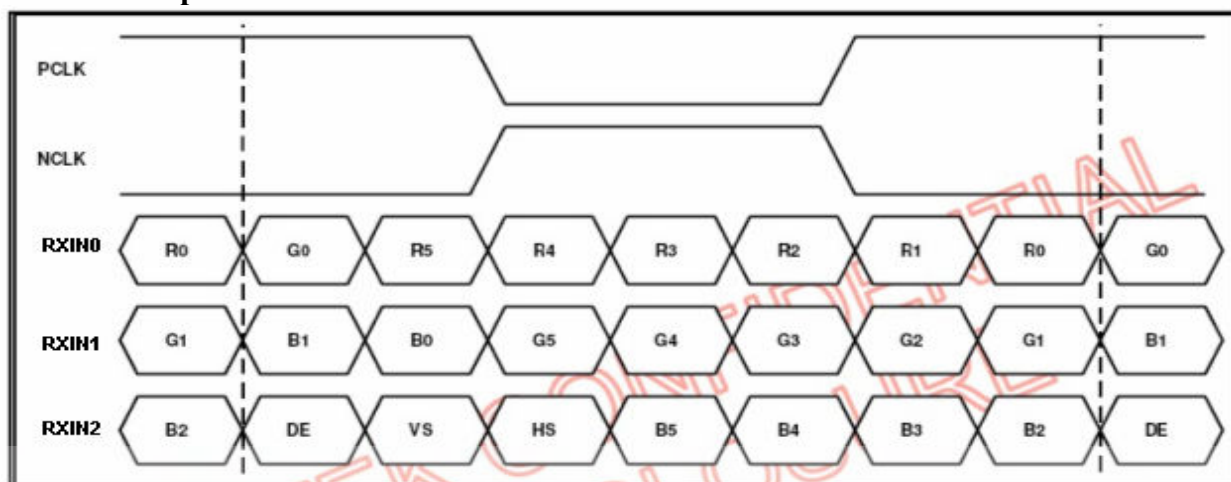 PCLK
NCLK
RXIN0 R0 G0 R5 R4 R3 R2 R1 R0 G0
RXIN1 G1 B1 B0 G5 G4 G3 G2 G1 B1
RXIN2 B2 DE VS HS B5 B4 B3 B2 DE
CONFIDENTIAL